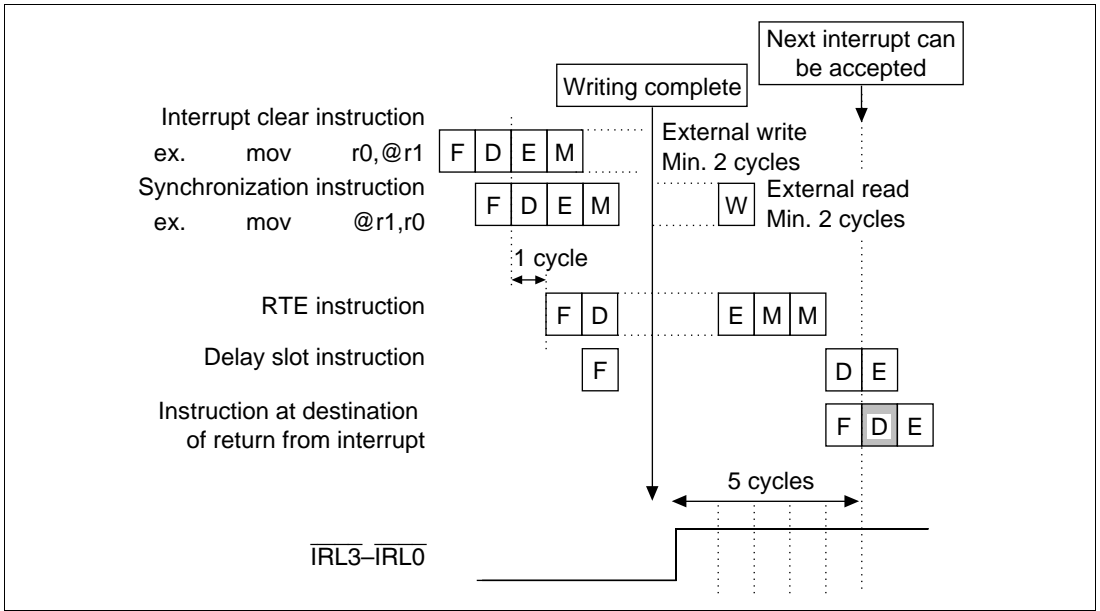 Next interrupt can
be accepted
Writing complete
Interrupt clear instruction
ex. mov r0,@r1
F D E M
External write
Min. 2 cycles
Synchronization instruction
ex. mov @r1,r0
F D E M
W
External read
Min. 2 cycles
1 cycle
RTE instruction
F D
E M M
Delay slot instruction
F
D E
Instruction at destination
of return from interrupt
F D E
5 cycles
IRL3–IRL0